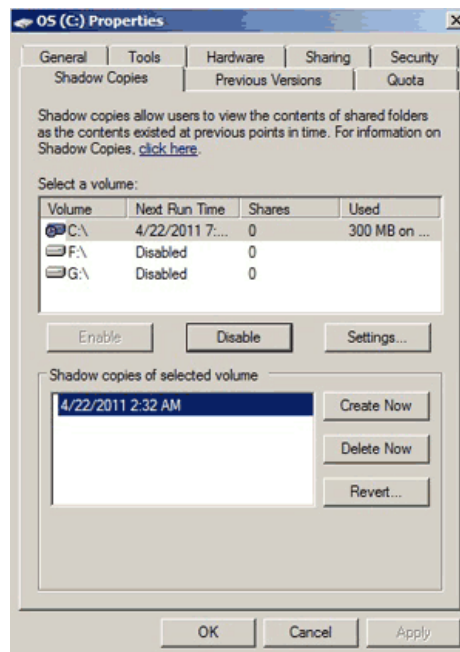 OS (C:) Properties
General Tools Hardware Sharing Security
Shadow Copies Previous Versions Quota
Shadow copies allow users to view the contents of shared folders
as the contents existed at previous points in time. For information on
Shadow Copies, click here.
Select a volume:
Volume Next Run Time Shares Used
C:\ 4/22/2011 7:... 0 300 MB on ...
F:\ Disabled 0
G:\ Disabled 0
Enable Disable Settings...
Shadow copies of selected volume
4/22/2011 2:32 AM
Create Now
Delete Now
Revert...
OK Cancel Apply